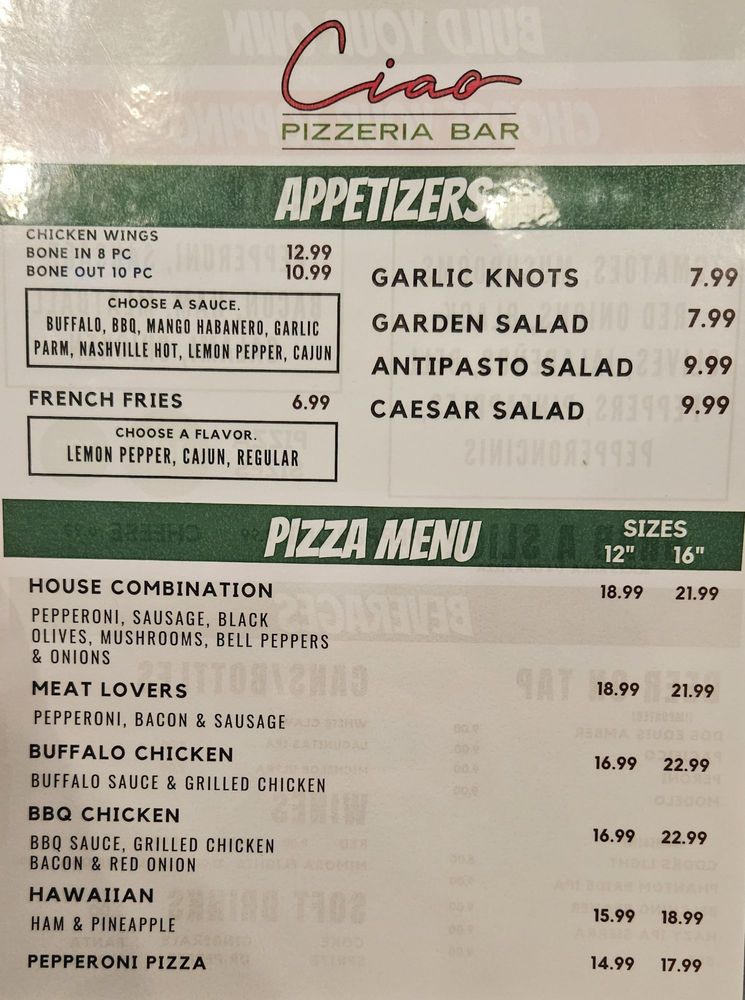 Ciao
PIZZERIA BAR
APPETIZERS
CHICKEN WINGS
BONE IN 8 PC 12.99
BONE OUT 10 PC 10.99
CHOOSE A SAUCE.
BUFFALO, BBQ, MANGO HABANERO, GARLIC
PARM, NASHVILLE HOT, LEMON PEPPER, CAJUN
FRENCH FRIES 6.99
CHOOSE A FLAVOR.
LEMON PEPPER, CAJUN, REGULAR
GARLIC KNOTS 7.99
GARDEN SALAD 7.99
ANTIPASTO SALAD 9.99
CAESAR SALAD 9.99
PIZZA MENU
SIZES
12" 16"
HOUSE COMBINATION 18.99 21.99
PEPPERONI, SAUSAGE, BLACK
OLIVES, MUSHROOMS, BELL PEPPERS
& ONIONS
MEAT LOVERS 18.99 21.99
PEPPERONI, BACON & SAUSAGE
BUFFALO CHICKEN 16.99 22.99
BUFFALO SAUCE & GRILLED CHICKEN
BBQ CHICKEN 16.99 22.99
BBQ SAUCE, GRILLED CHICKEN
BACON & RED ONION
HAWAIIAN 15.99 18.99
HAM & PINEAPPLE
PEPPERONI PIZZA 14.99 17.99